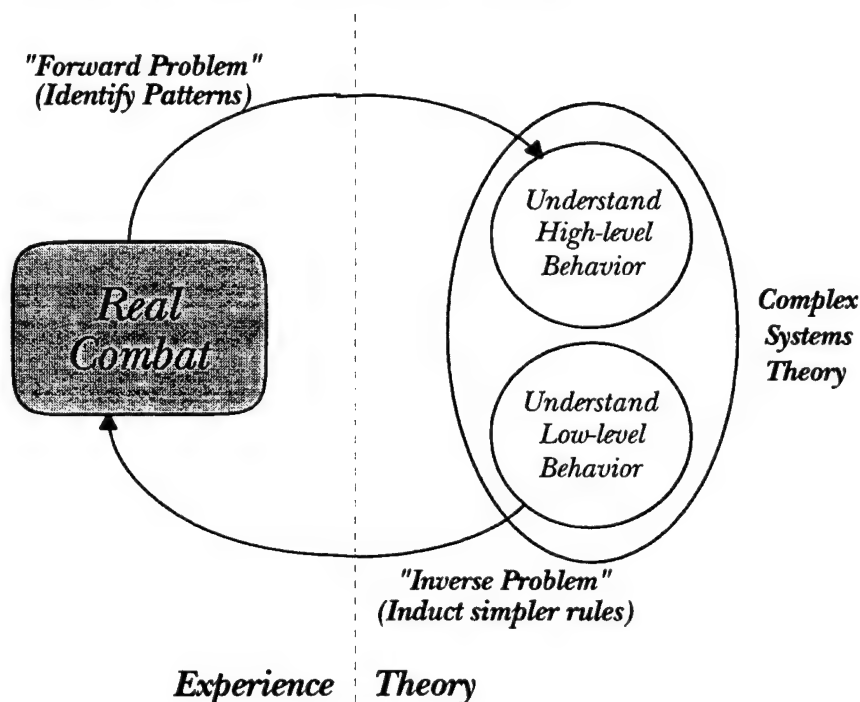 "Forward Problem"
(Identify Patterns)
Understand
High-level
Behavior
Real
Combat
Complex
Systems
Theory
Understand
Low-level
Behavior
"Inverse Problem"
(Induct simpler rules)
Experience
Theory